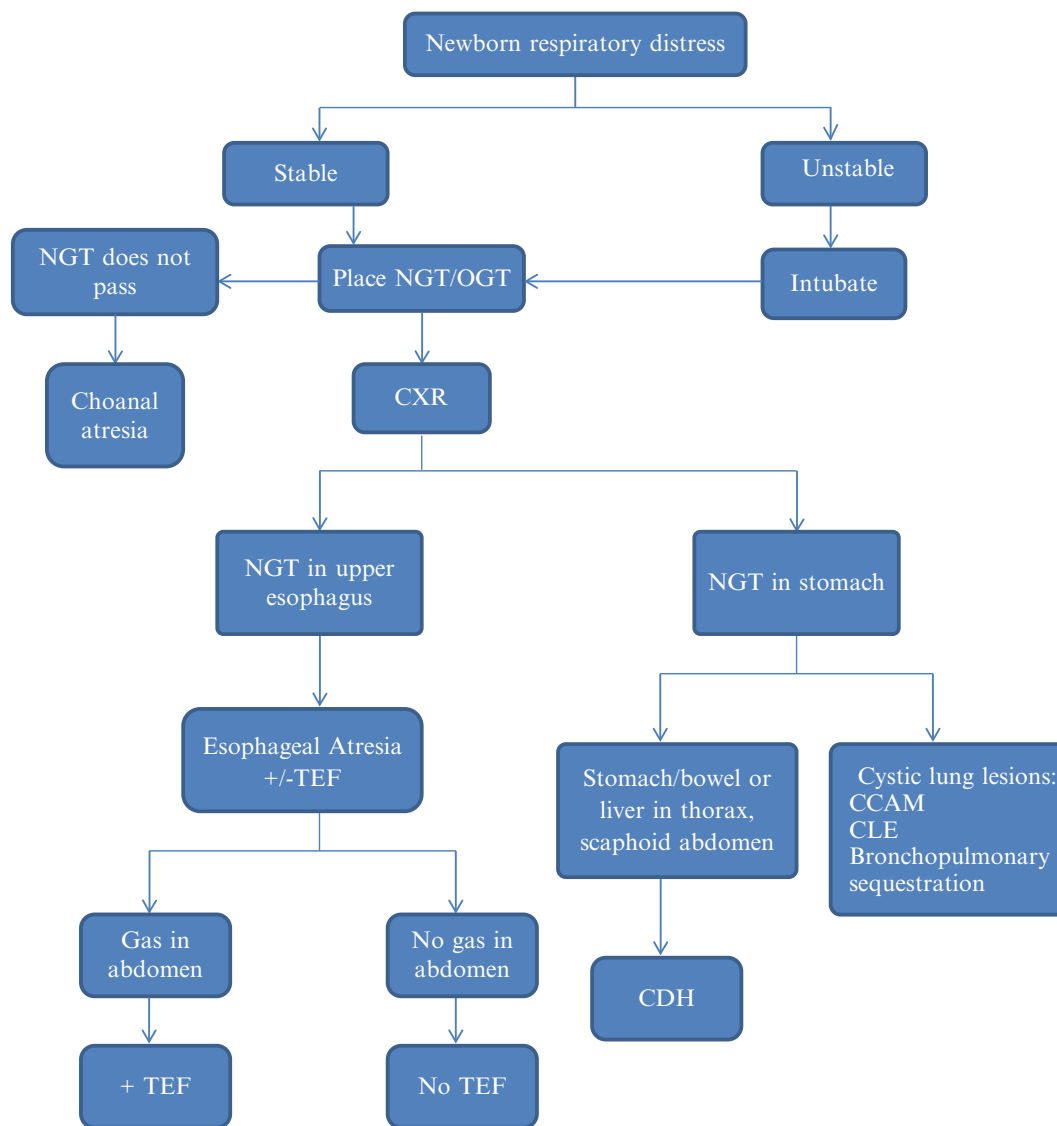 Newborn respiratory distress
Stable
Unstable
NGT does not
pass
Place NGT/OGT
Intubate
Choanal
atresia
CXR
NGT in upper
esophagus
NGT in stomach
Esophageal Atresia
+/-TEF
Stomach/bowel or
liver in thorax,
scaphoid abdomen
Cystic lung lesions:
CCAM
CLE
Bronchopulmonary
sequestration
Gas in
abdomen
No gas in
abdomen
CDH
+ TEF
No TEF